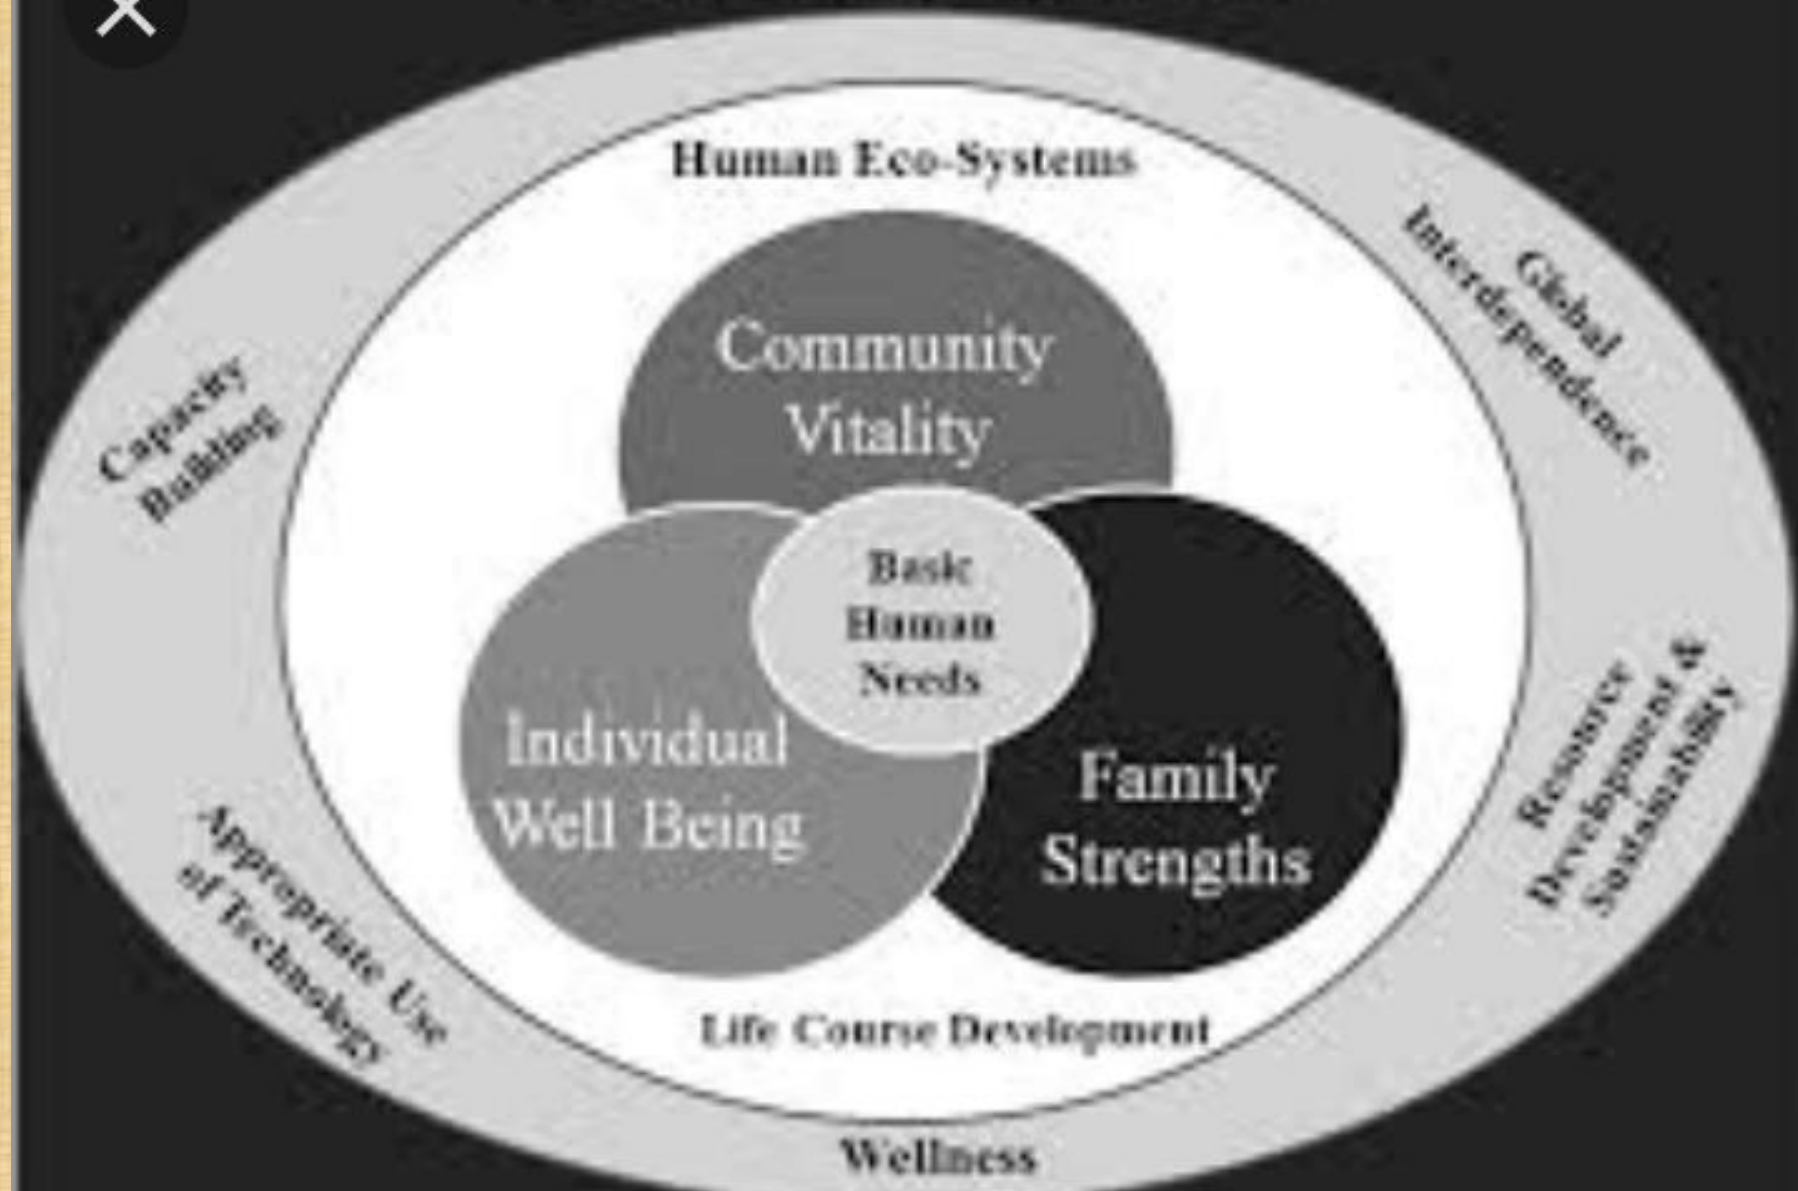 Human Eco-Systems
Global
Interdependence
Community
Vitality
Capacity
Building
Basic
Human
Needs
Individual
Well Being
Family
Strengths
Resource
Development &
Sustainability
Appropriate Use
of Technology
Life Course Development
Wellness